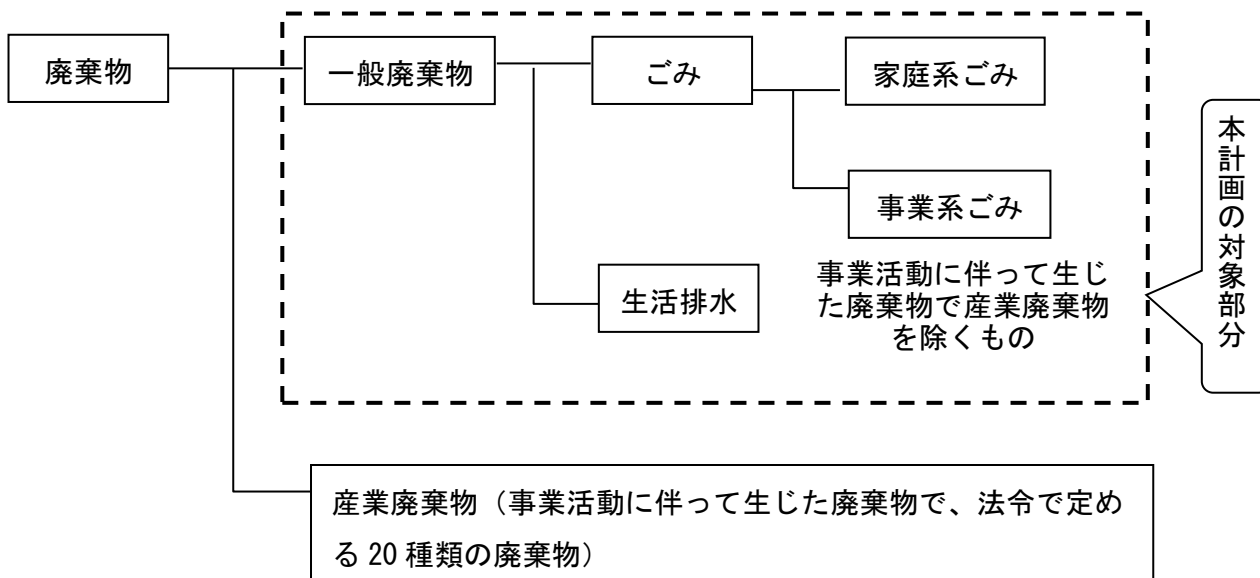 廃棄物
一般廃棄物
ごみ
家庭系ごみ
事業系ごみ
事業活動に伴って生じ
た廃棄物で産業廃棄物
を除くもの
生活排水
本計画の対象部分
産業廃棄物（事業活動に伴って生じた廃棄物で、法令で定め
る 20 種類の廃棄物）